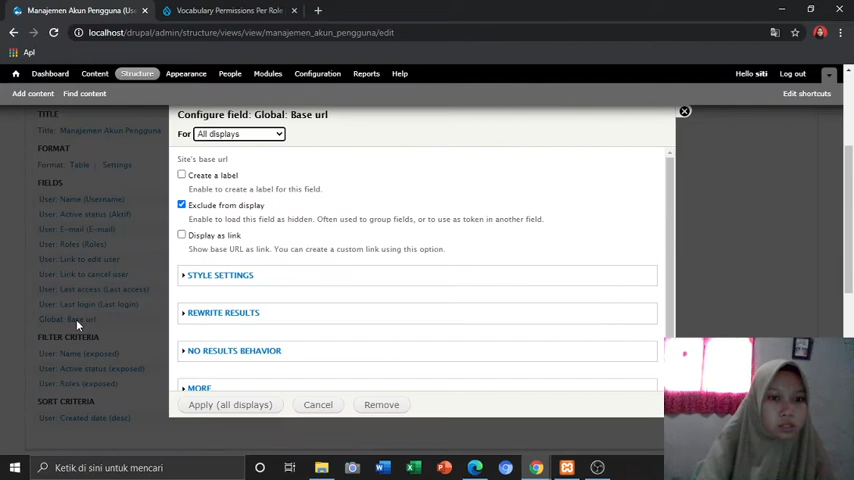 Manajemen Akun Pengguna (Use
Vocabulary Permissions Per Role
localhost/drupal/admin/structure/views/view/manajemen_akun_pengguna/edit
Apl
Dashboard Content Structure Appearance People Modules Configuration Reports Help
Hello siti Log out
Add content Find content
Edit shortcuts
TITLE
Title: Manajemen Akun Pengguna
FORMAT
Format: Table | Settings
FIELDS
User: Name (Username)
User: Active status (Aktif)
User: E-mail (E-mail)
User: Roles (Roles)
User: Link to edit user
User: Link to cancel user
User: Last access (Last access)
User: Last login (Last login)
Global: Base url
FILTER CRITERIA
User: Name (exposed)
User: Active status (exposed)
User: Roles (exposed)
SORT CRITERIA
User: Created date (desc)
Configure field: Global: Base url
For All displays
Site's base url
Create a label
Enable to create a label for this field.
Exclude from display
Enable to load this field as hidden. Often used to group fields, or to use as token in another field.
Display as link
Show base URL as link. You can create a custom link using this option.
STYLE SETTINGS
REWRITE RESULTS
NO RESULTS BEHAVIOR
MORE
Apply (all displays) Cancel Remove
Ketik di sini untuk mencari